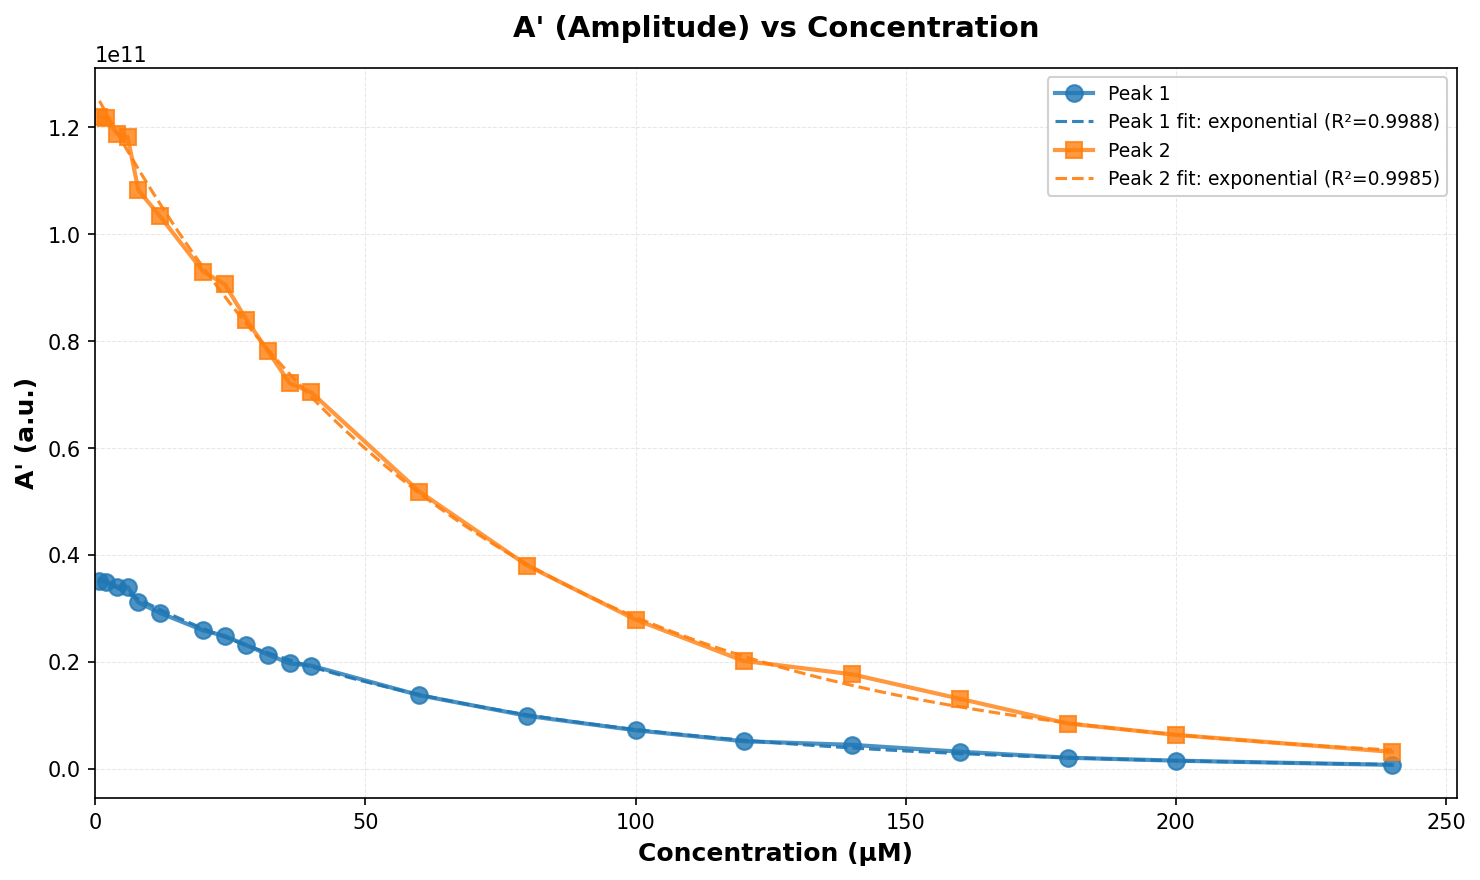 A' (Amplitude) vs Concentration
1e11
Peak 1
Peak 1 fit: exponential (R²=0.9988)
Peak 2
Peak 2 fit: exponential (R²=0.9985)
1.2
1.0
0.8
0.6
0.4
0.2
0.0
A' (a.u.)
0 50 100 150 200 250
Concentration (μM)